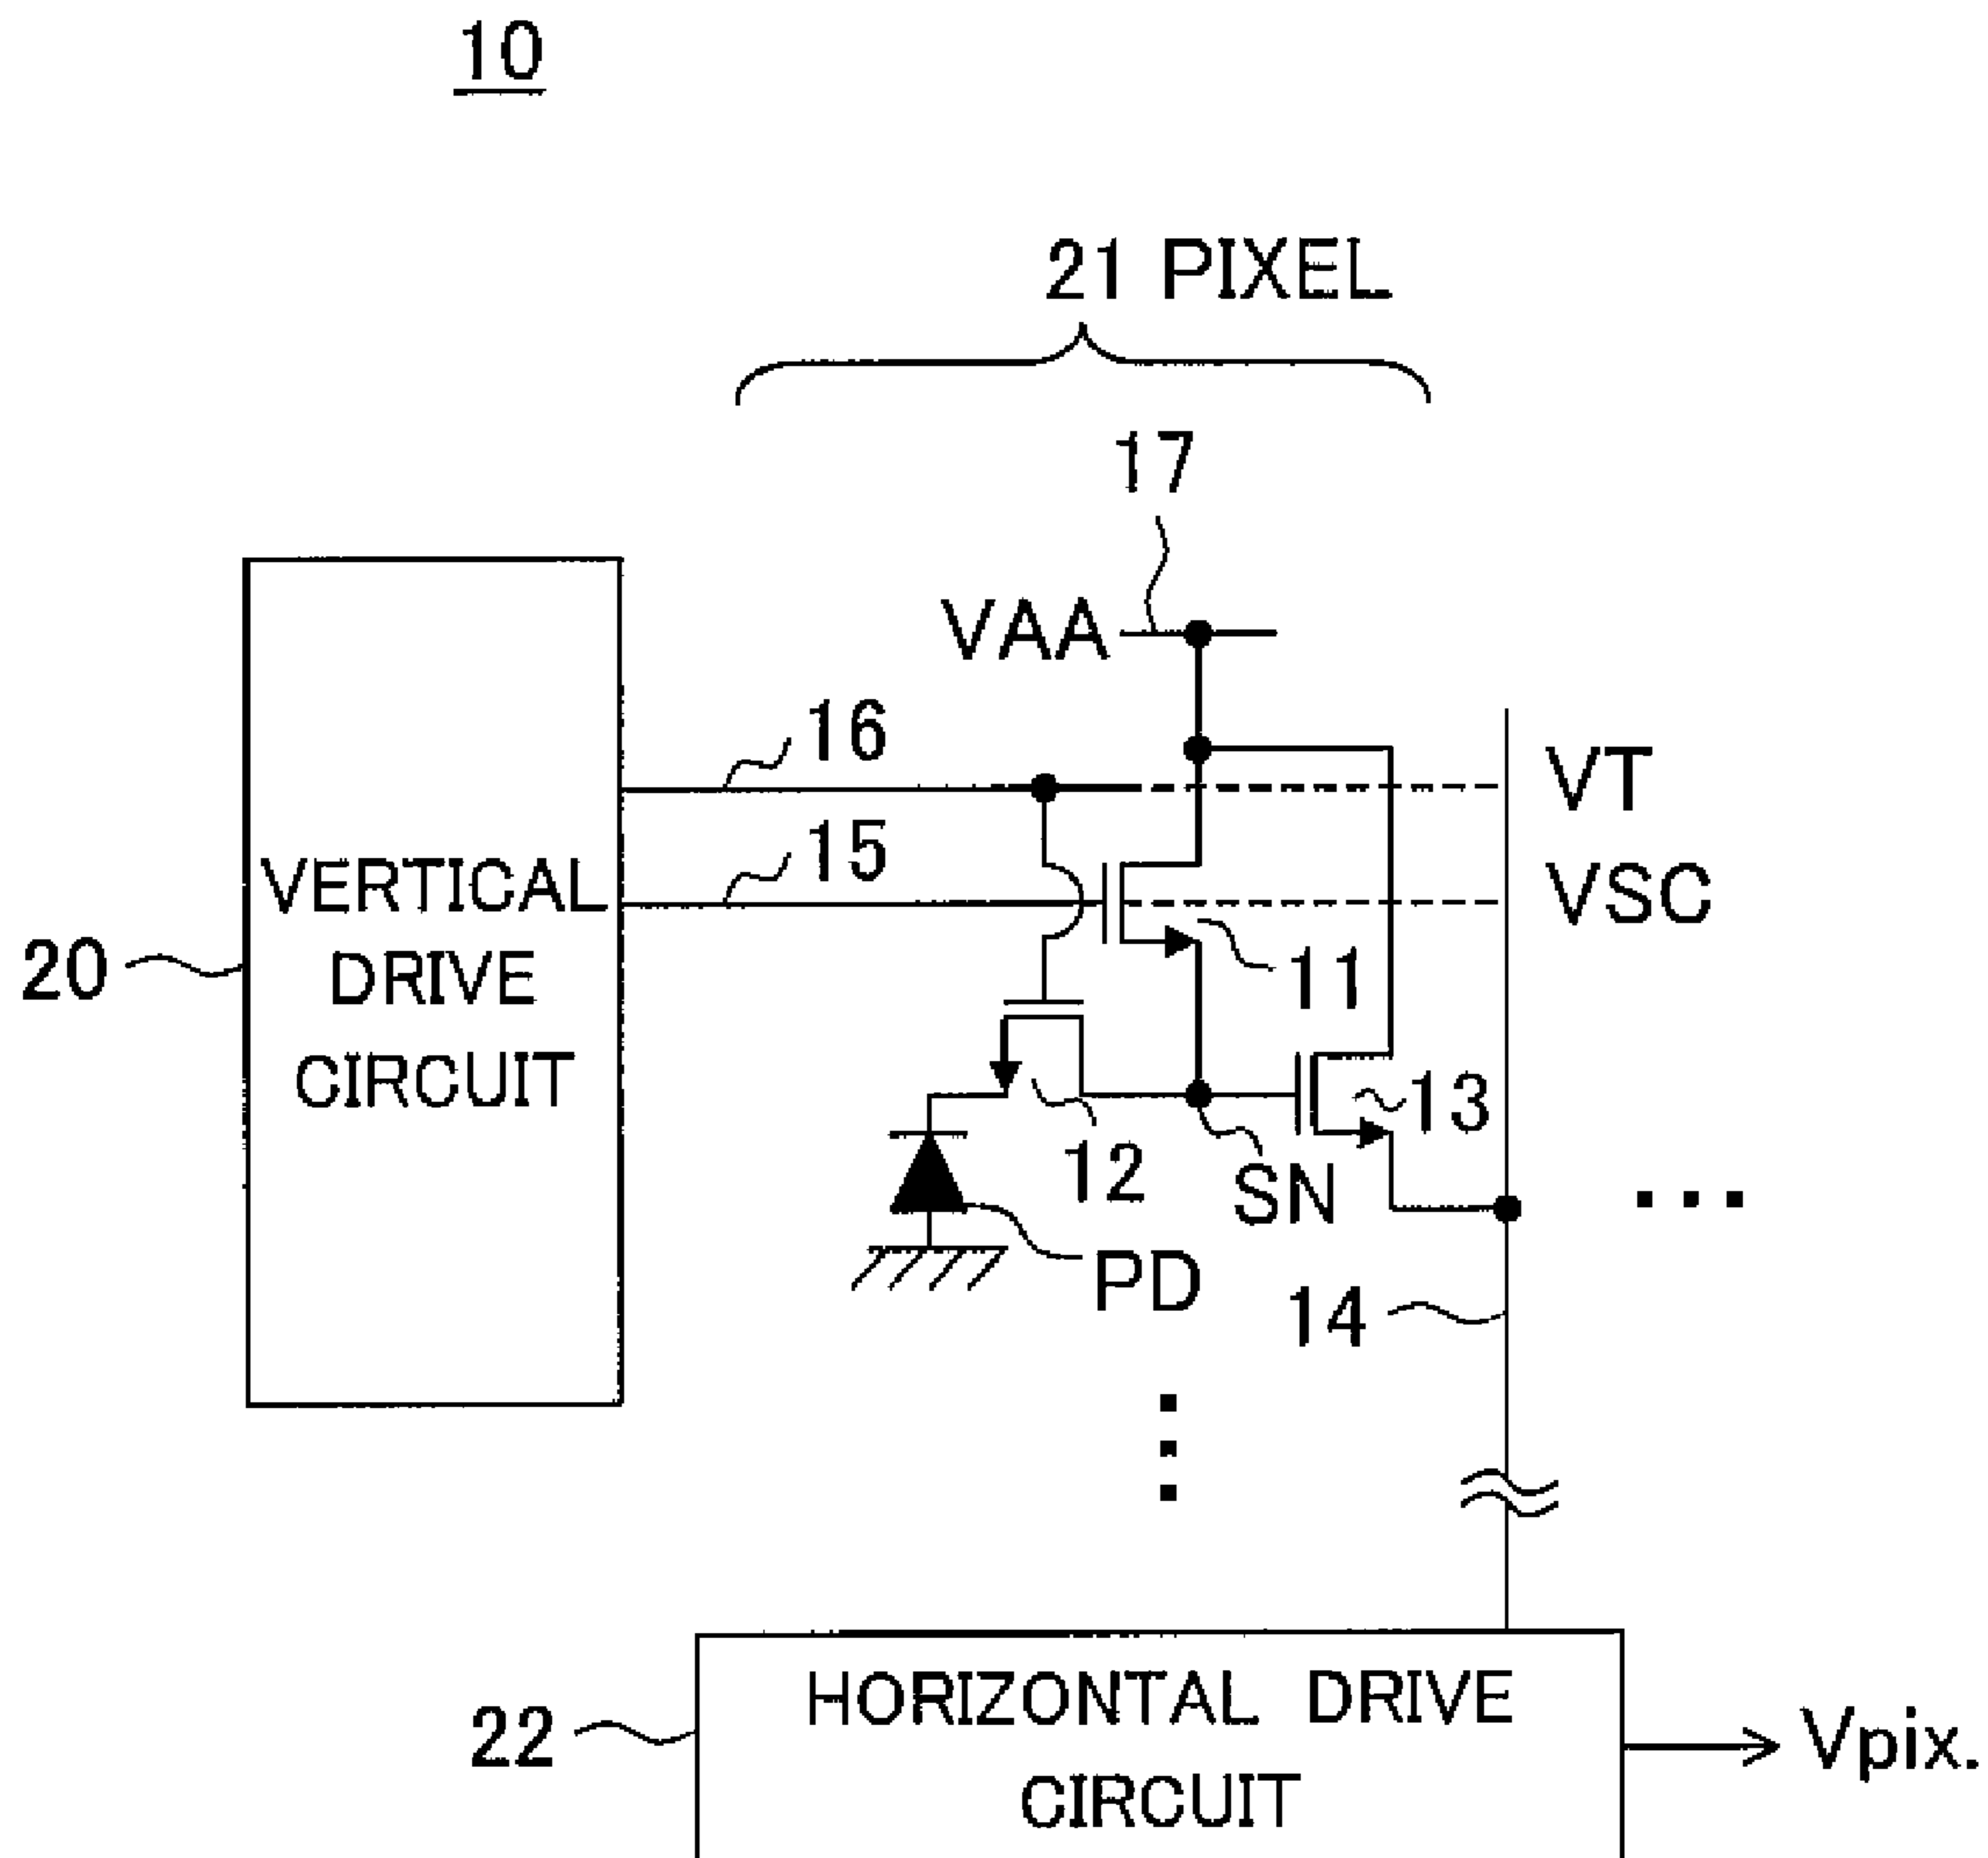 10
21 PIXEL
17
VAA
16
VT
15
VERTICAL
DRIVE
CIRCUIT
VSC
20
11
13
12
SN
PD
14
HORIZONTAL DRIVE
CIRCUIT
22
Vpix.